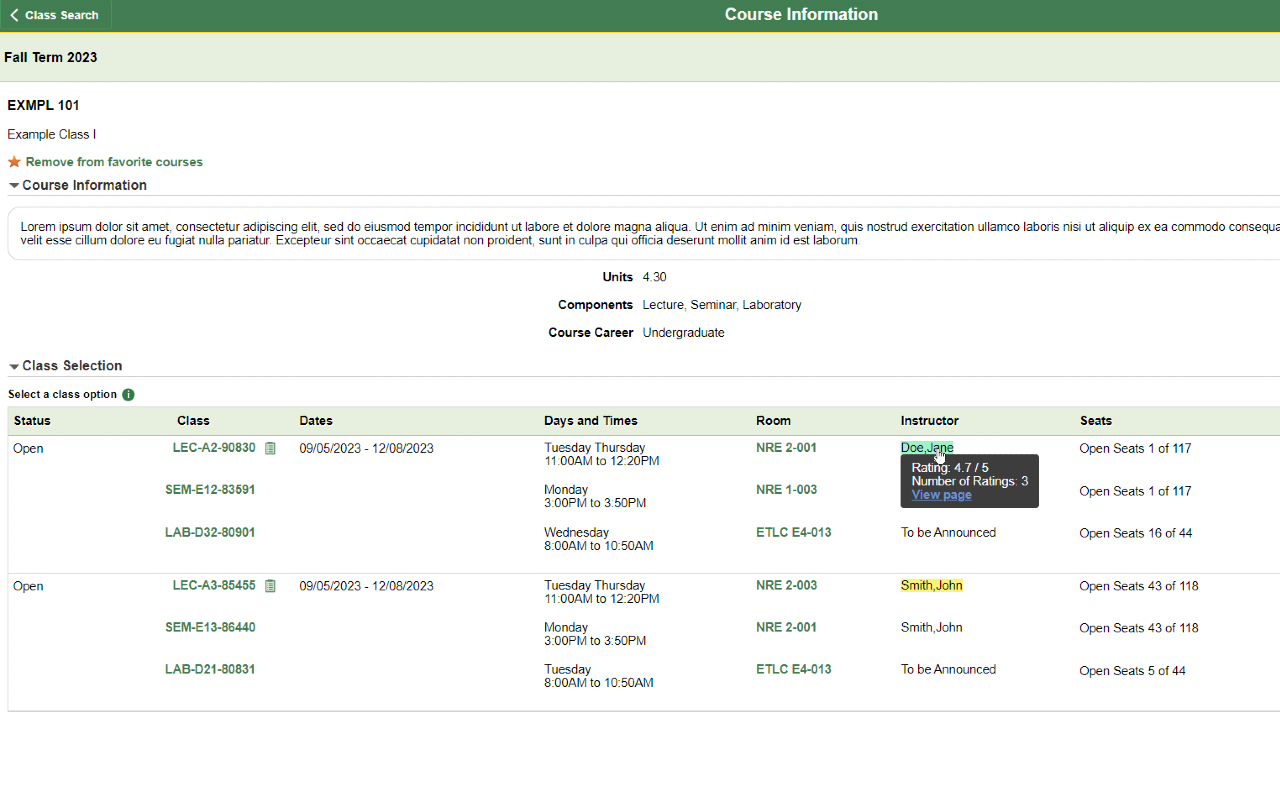 Class Search
Course Information
Fall Term 2023
EXMPL 101
Example Class I
Remove from favorite courses
Course Information
Lorem ipsum dolor sit amet, consectetur adipiscing elit, sed do eiusmod tempor incididunt ut labore et dolore magna aliqua. Ut enim ad minim veniam, quis nostrud exercitation ullamco laboris nisi ut aliquip ex ea commodo consequa
velit esse cillum dolore eu fugiat nulla pariatur. Excepteur sint occaecat cupidatat non proident, sunt in culpa qui officia deserunt mollit anim id est laborum.
Units 4.30
Components Lecture, Seminar, Laboratory
Course Career Undergraduate
Class Selection
Select a class option i
Status Class Dates Days and Times Room Instructor Seats
Open LEC-A2-90830 09/05/2023 - 12/08/2023 Tuesday Thursday NRE 2-001 Doe,Jane Open Seats 1 of 117
11:00AM to 12:20PM
Rating: 4.7 / 5
Number of Ratings: 3
View page
SEM-E12-83591 Monday NRE 1-003 Open Seats 1 of 117
3:00PM to 3:50PM
LAB-D32-80901 Wednesday ETLC E4-013 To be Announced Open Seats 16 of 44
8:00AM to 10:50AM
Open LEC-A3-85455 09/05/2023 - 12/08/2023 Tuesday Thursday NRE 2-003 Smith,John Open Seats 43 of 118
11:00AM to 12:20PM
SEM-E13-86440 Monday NRE 2-001 Smith,John Open Seats 43 of 118
3:00PM to 3:50PM
LAB-D21-80831 Tuesday ETLC E4-013 To be Announced Open Seats 5 of 44
8:00AM to 10:50AM